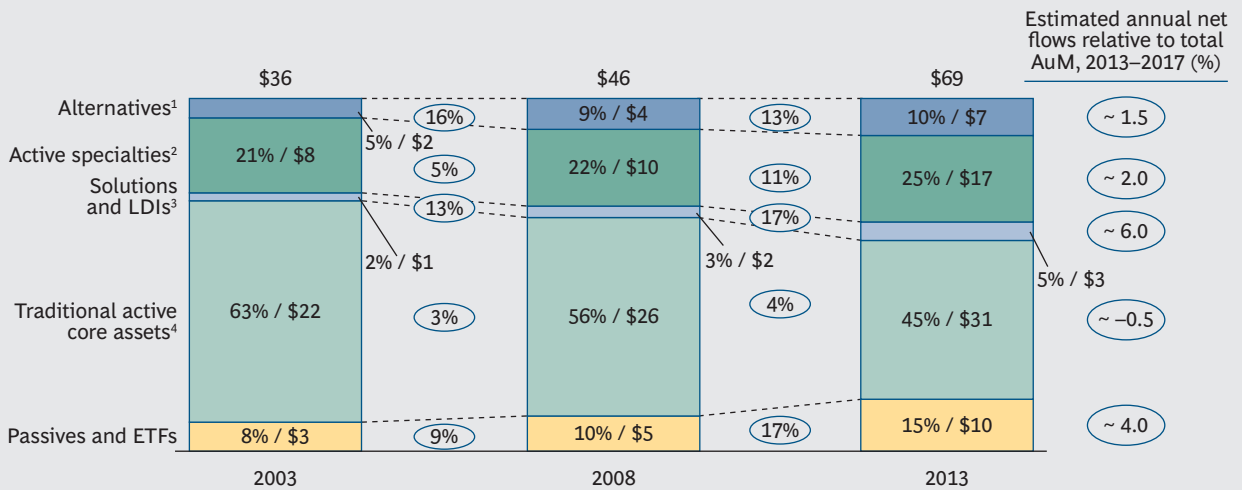 Estimated annual net
flows relative to total
AuM, 2013–2017 (%)
$36
$46
$69
Alternatives¹
16%
9% / $4
13%
10% / $7
~ 1.5
5% / $2
Active specialties²
21% / $8
5%
22% / $10
11%
25% / $17
~ 2.0
Solutions
and LDIs³
13%
17%
~ 6.0
2% / $1
3% / $2
5% / $3
Traditional active
core assets⁴
63% / $22
3%
56% / $26
4%
45% / $31
~ –0.5
Passives and ETFs
8% / $3
9%
10% / $5
17%
15% / $10
~ 4.0
2003
2008
2013